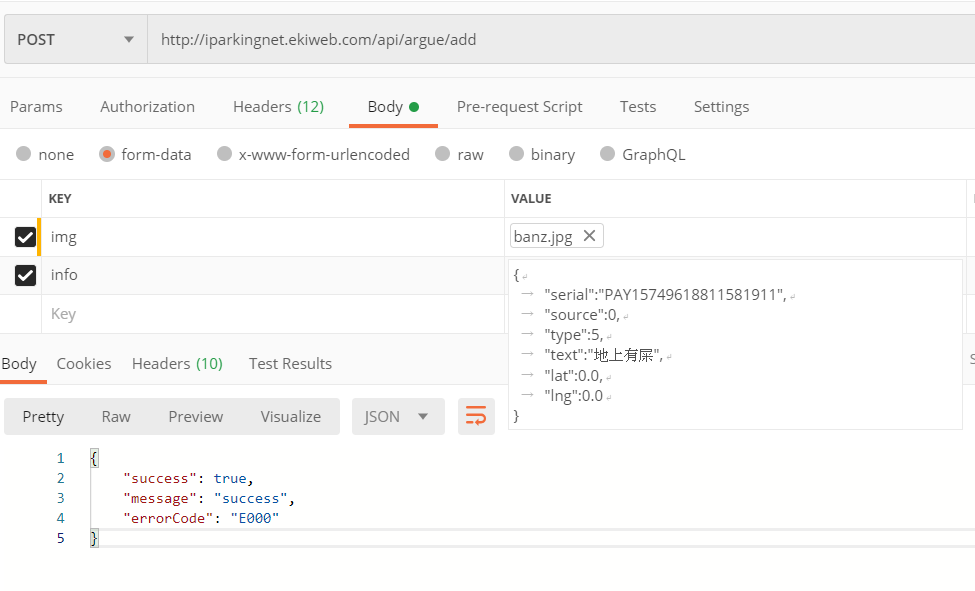 POST http://iparkingnet.ekiweb.com/api/argue/add
Params Authorization Headers (12) Body Pre-request Script Tests Settings
none form-data x-www-form-urlencoded raw binary GraphQL
KEY VALUE
img banz.jpg
info
{
"serial":"PAY15749618811581911",
"source":0,
"type":5,
"text":"地上有屎",
"lat":0.0,
"lng":0.0
}
Key
Body Cookies Headers (10) Test Results
Pretty Raw Preview Visualize JSON
1 {
2 "success": true,
3 "message": "success",
4 "errorCode": "E000"
5 }